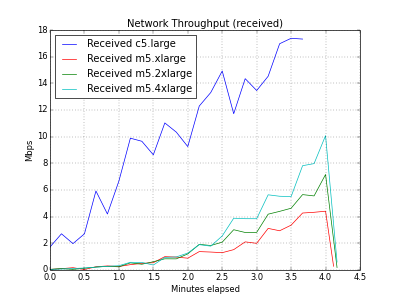 Network Throughput (received)
18
16
14
12
10
8
6
4
2
0
Mbps
Received c5.large
Received m5.xlarge
Received m5.2xlarge
Received m5.4xlarge
0.0 0.5 1.0 1.5 2.0 2.5 3.0 3.5 4.0 4.5
Minutes elapsed